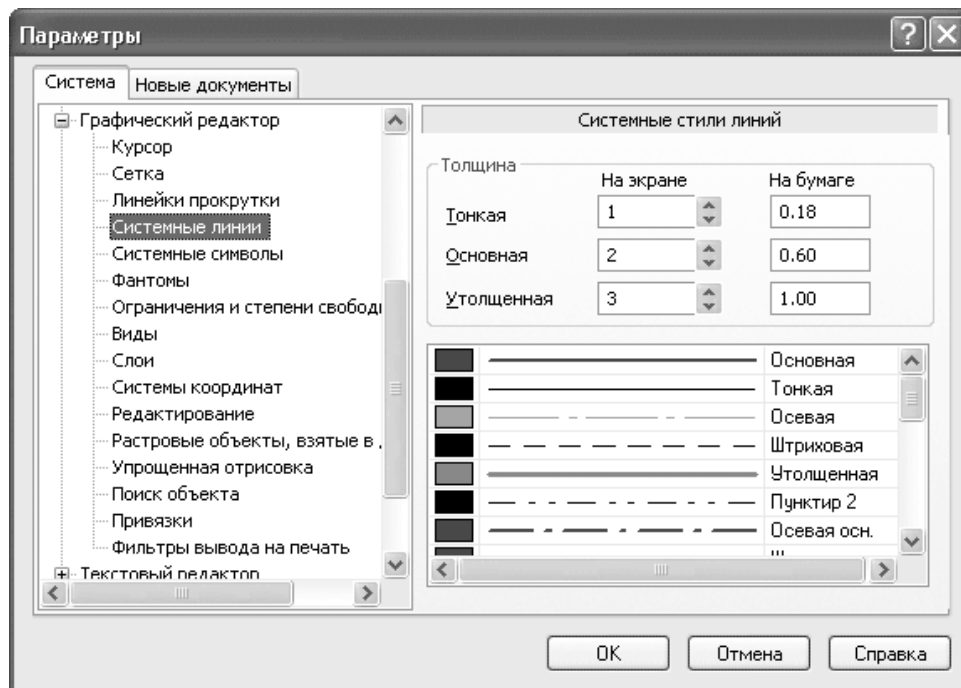 Параметры
Система
Новые документы
Графический редактор
Курсор
Сетка
Линейки прокрутки
Системные линии
Системные символы
Фантомы
Ограничения и степени свободы
Виды
Слои
Системы координат
Редактирование
Растровые объекты, взятые в .
Упрощенная отрисовка
Поиск объекта
Привязки
Фильтры вывода на печать
Текстовый редактор
Системные стили линий
Толщина
На экране На бумаге
Тонкая 1 0.18
Основная 2 0.60
Утолщенная 3 1.00
Основная
Тонкая
Осевая
Штриховая
Утолщенная
Пунктир 2
Осевая осн.
OK Отмена Справка